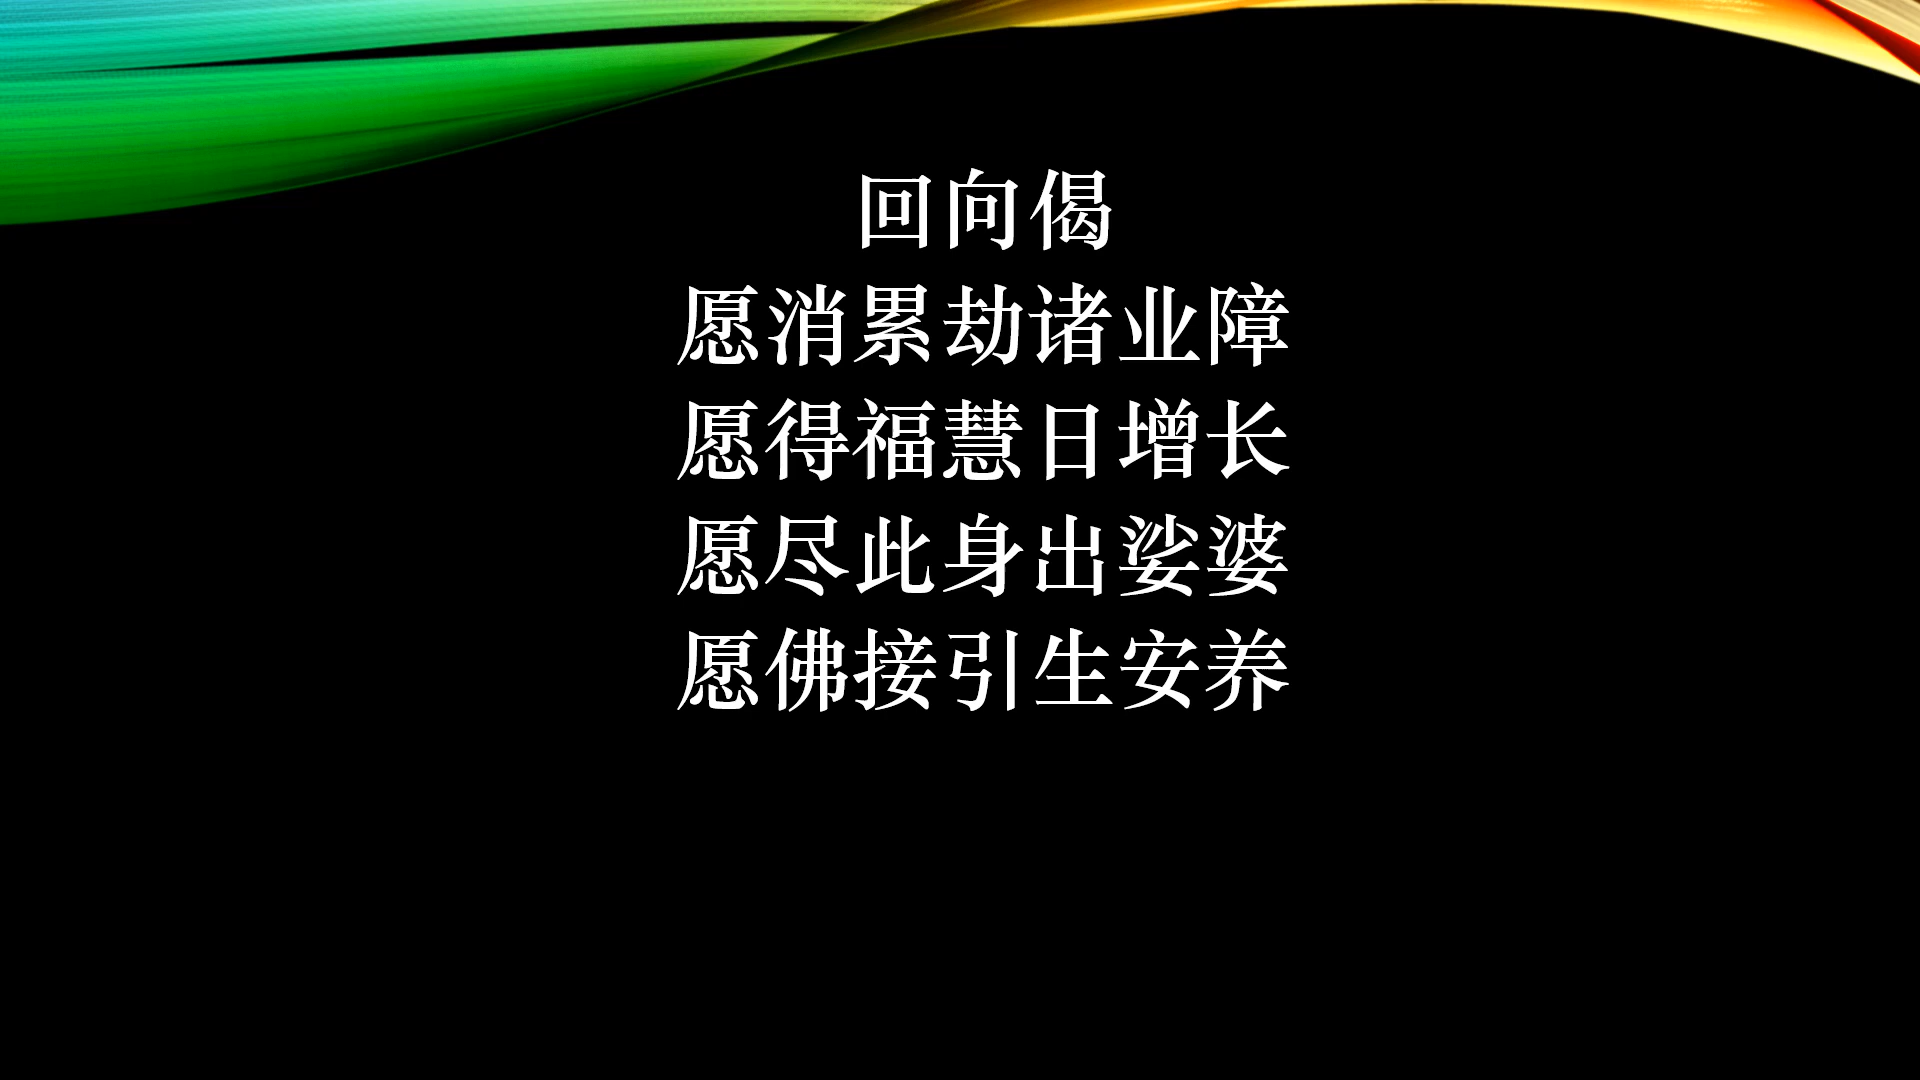 回向偈
愿消累劫诸业障
愿得福慧日增长
愿尽此身出娑婆
愿佛接引生安养